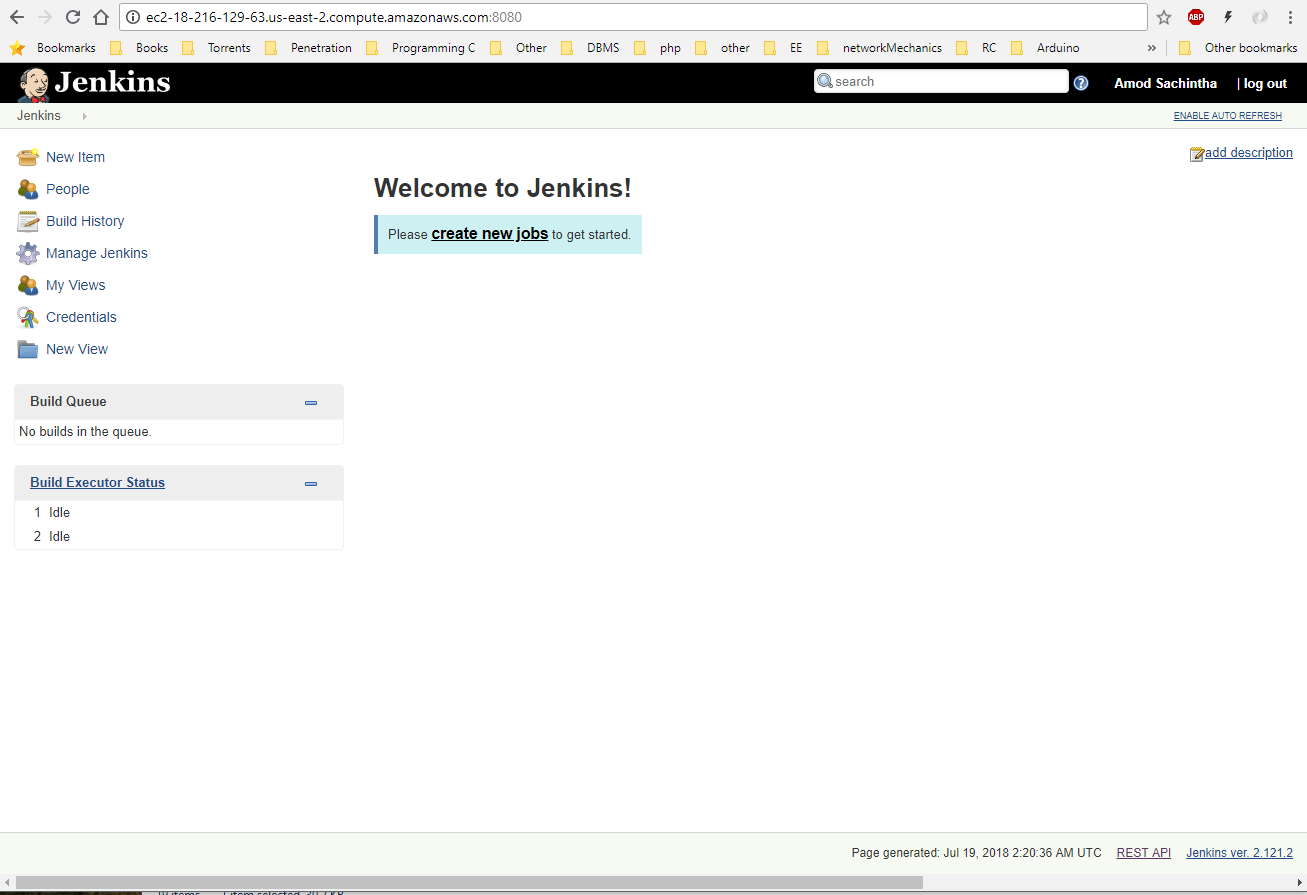 ec2-18-216-129-63.us-east-2.compute.amazonaws.com:8080
ABP
Bookmarks Books Torrents Penetration Programming C Other DBMS php other EE networkMechanics RC Arduino » Other bookmarks
Jenkins search ? Amod Sachintha | log out
Jenkins ENABLE AUTO REFRESH
add description
New Item
People
Build History
Manage Jenkins
My Views
Credentials
New View
Welcome to Jenkins!
Please create new jobs to get started.
Build Queue
No builds in the queue.
Build Executor Status
1 Idle
2 Idle
Page generated: Jul 19, 2018 2:20:36 AM UTC REST API Jenkins ver. 2.121.2